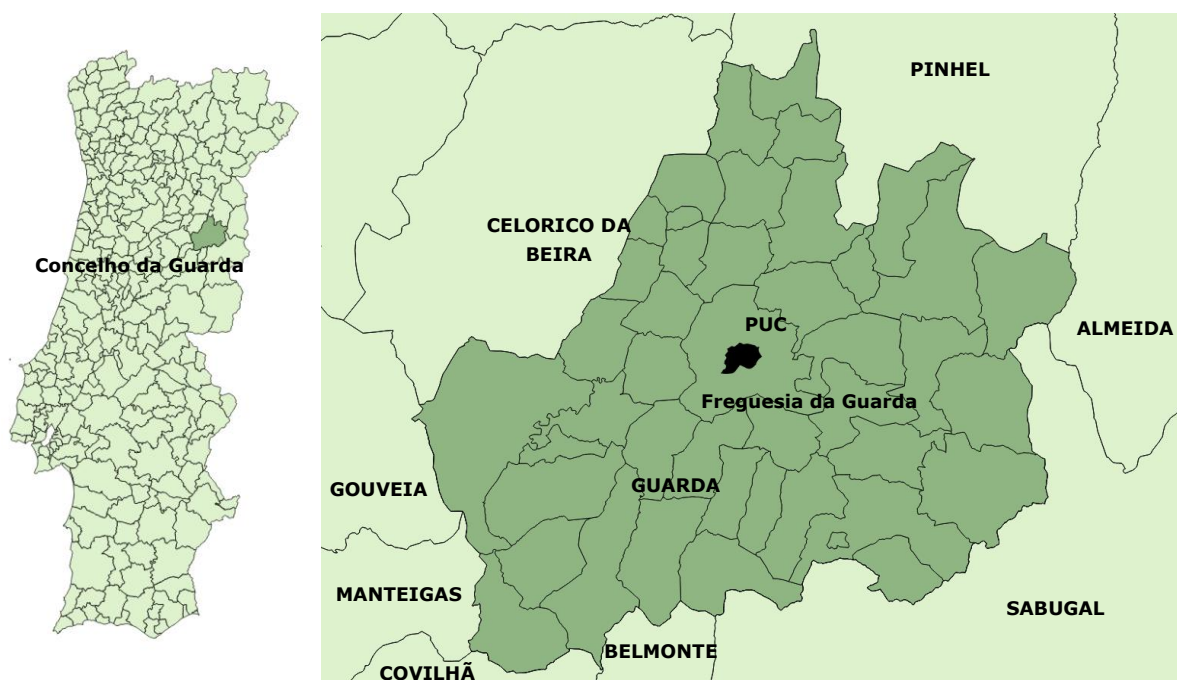 Concelho da Guarda
PINHEL
CELORICO DA
BEIRA
PUC
ALMEIDA
Freguesia da Guarda
GOUVEIA
GUARDA
MANTEIGAS
SABUGAL
BELMONTE
COVILHÃ